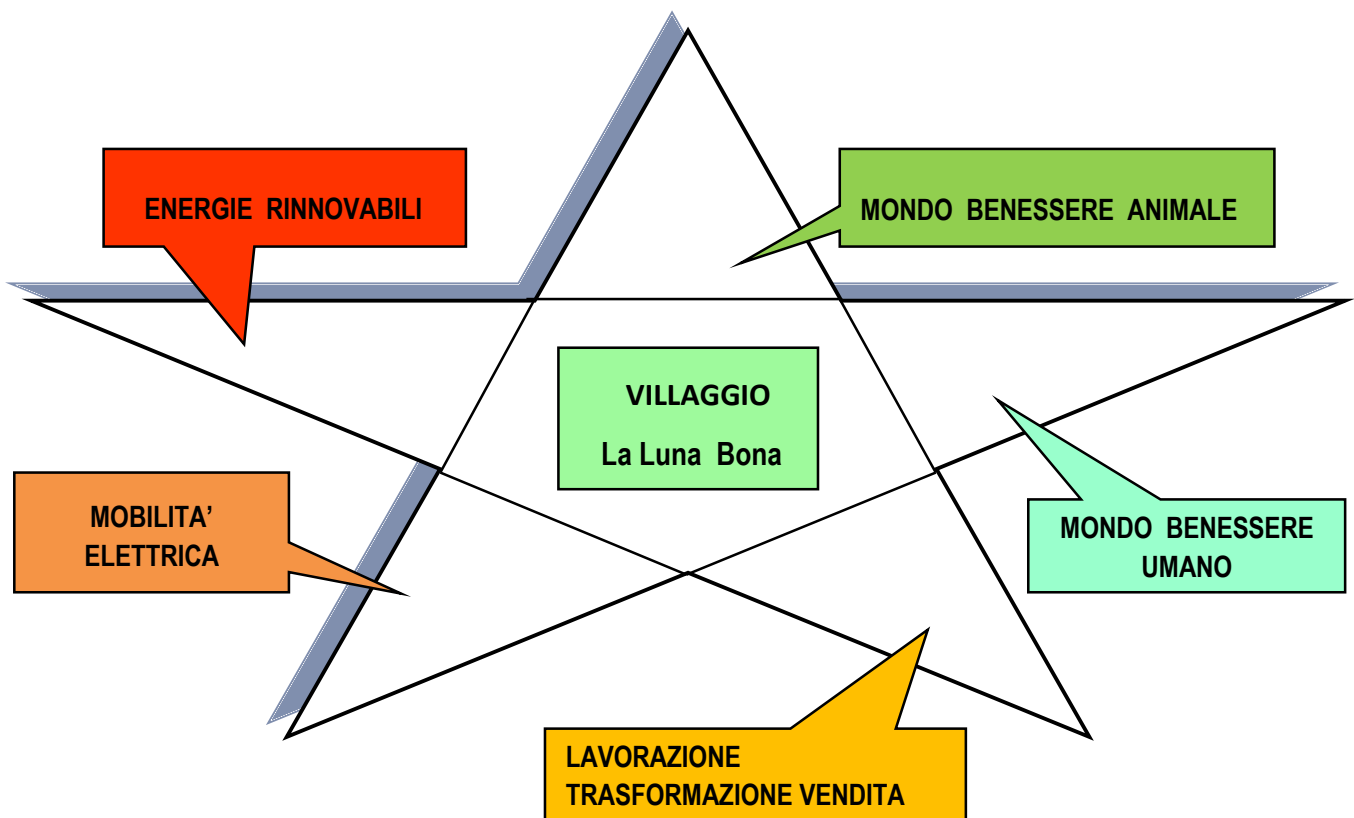 ENERGIE RINNOVABILI
MONDO BENESSERE ANIMALE
VILLAGGIO
La Luna Bona
MOBILITA’
ELETTRICA
MONDO BENESSERE
UMANO
LAVORAZIONE
TRASFORMAZIONE VENDITA